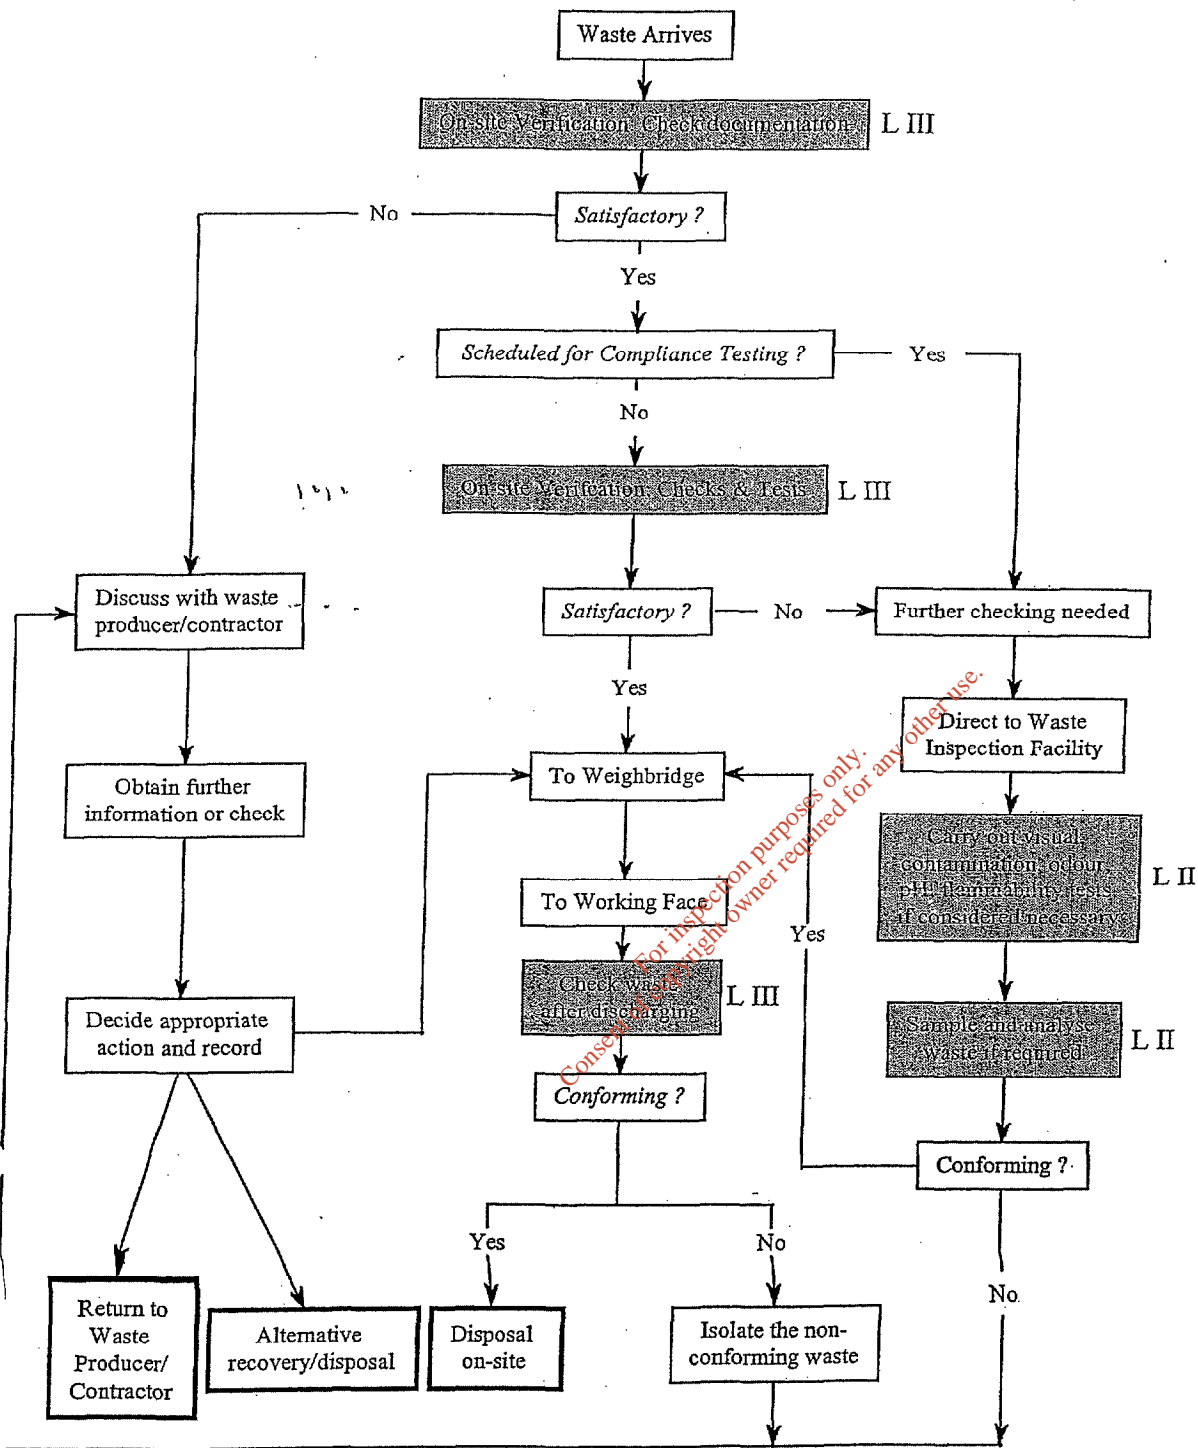 Waste Arrives
On-site Verification: Check documentation
L III
Satisfactory ?
No
Yes
Scheduled for Compliance Testing ?
Yes
No
On-site Verifcation: Checks & Tests
L III
Discuss with waste
producer/contractor
Satisfactory ?
No
Further checking needed
Yes
Direct to Waste
Inspection Facility
Obtain further
information or check
To Weighbridge
Carry out visual,
contamination, odour,
pH, flammability tests
if considered necessary
L II
To Working Face
Yes
Check waste
after discharging
L III
Decide appropriate
action and record
Sample and analyse
waste if required
L II
Conforming ?
Conforming ?
Yes
No
No
Return to
Waste
Producer/
Contractor
Alternative
recovery/disposal
Disposal
on-site
Isolate the non-
conforming waste
For inspection purposes only.
Consent of copyright owner required for any other use.